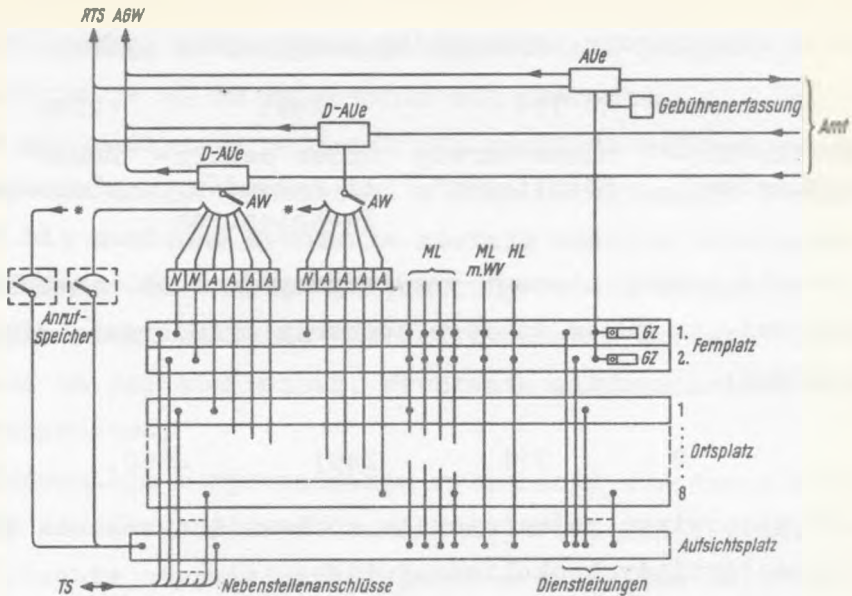 RTS AGW
AUe
Gebührenerfassung
Amt
D-AUe
D-AUe
AW
* AW
*
N N A A A A
N A A A A
ML ML HL
m.WV
Anruf-
speicher
GZ 1.
GZ 2.
Fernplatz
1
Ortsplatz
8
Aufsichtsplatz
TS Nebenstellenanschlüsse Dienstleitungen